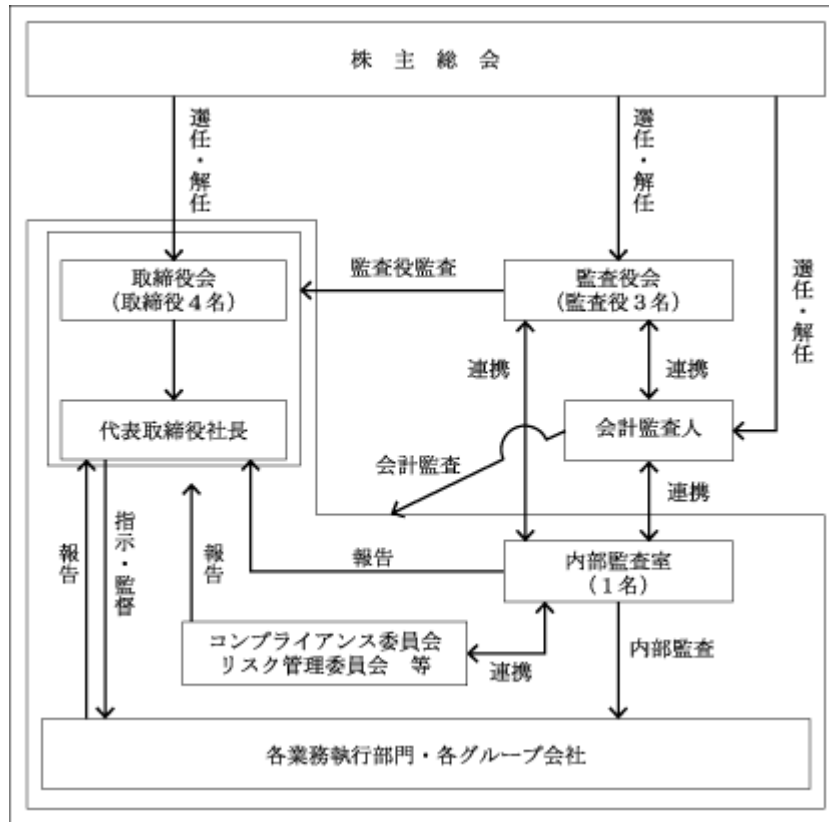 株主総会
選任・解任
選任・解任
選任・解任
取締役会
（取締役４名）
監査役監査
監査役会
（監査役３名）
連携
連携
代表取締役社長
会計監査人
会計監査
連携
報告
指示・監督
報告
報告
内部監査室
（１名）
コンプライアンス委員会
リスク管理委員会　等
連携
内部監査
各業務執行部門・各グループ会社